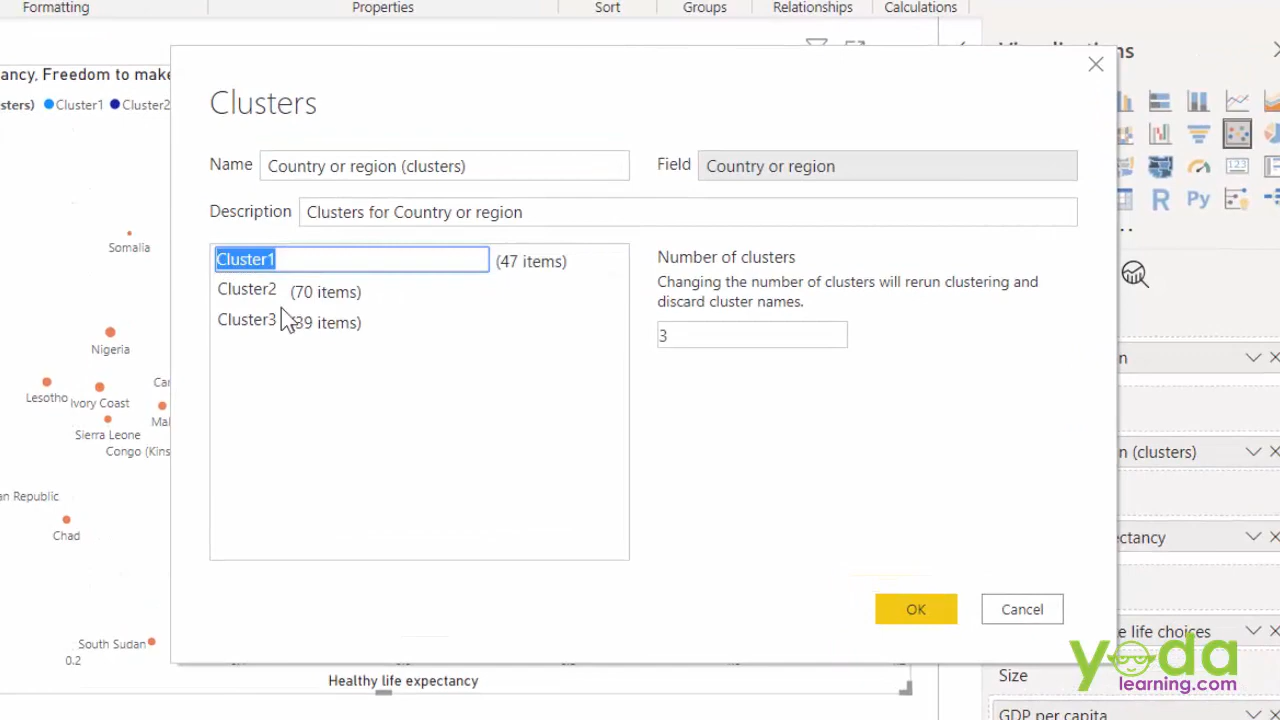 Formatting
Properties
Sort
Groups
Relationships
Calculations
ancy, Freedom to make
sters) Cluster1 Cluster2
Somalia
Nigeria
Lesotho
Ivory Coast
Sierra Leone
Congo (Kins
an Republic
Chad
South Sudan
0.2
Healthy life expectancy
Clusters
Name Country or region (clusters)
Field Country or region
Description Clusters for Country or region
Cluster1 (47 items)
Cluster2 (70 items)
Cluster3 39 items)
Number of clusters
Changing the number of clusters will rerun clustering and
discard cluster names.
3
OK
Cancel
123
R Py
n
n (clusters)
ectancy
e life choices
Size
GDP per capita
yoda
learning.com